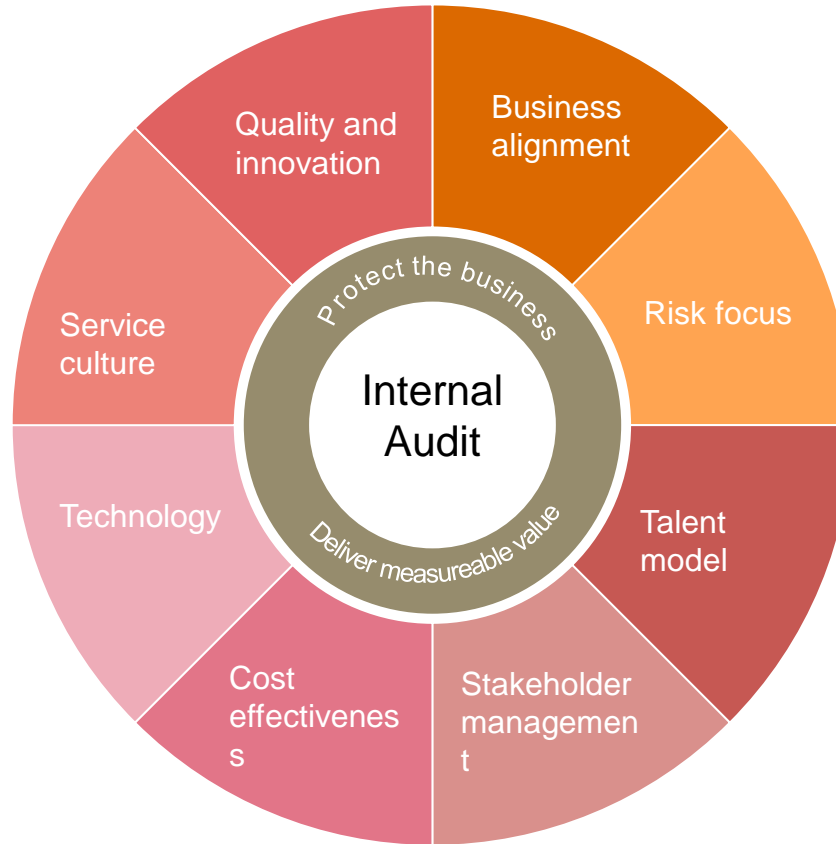 Quality and
innovation
Business
alignment
Protect the business
Service
culture
Risk focus
Internal
Audit
Technology
Talent
model
Deliver measureable value
Cost
effectivenes
s
Stakeholder
managemen
t